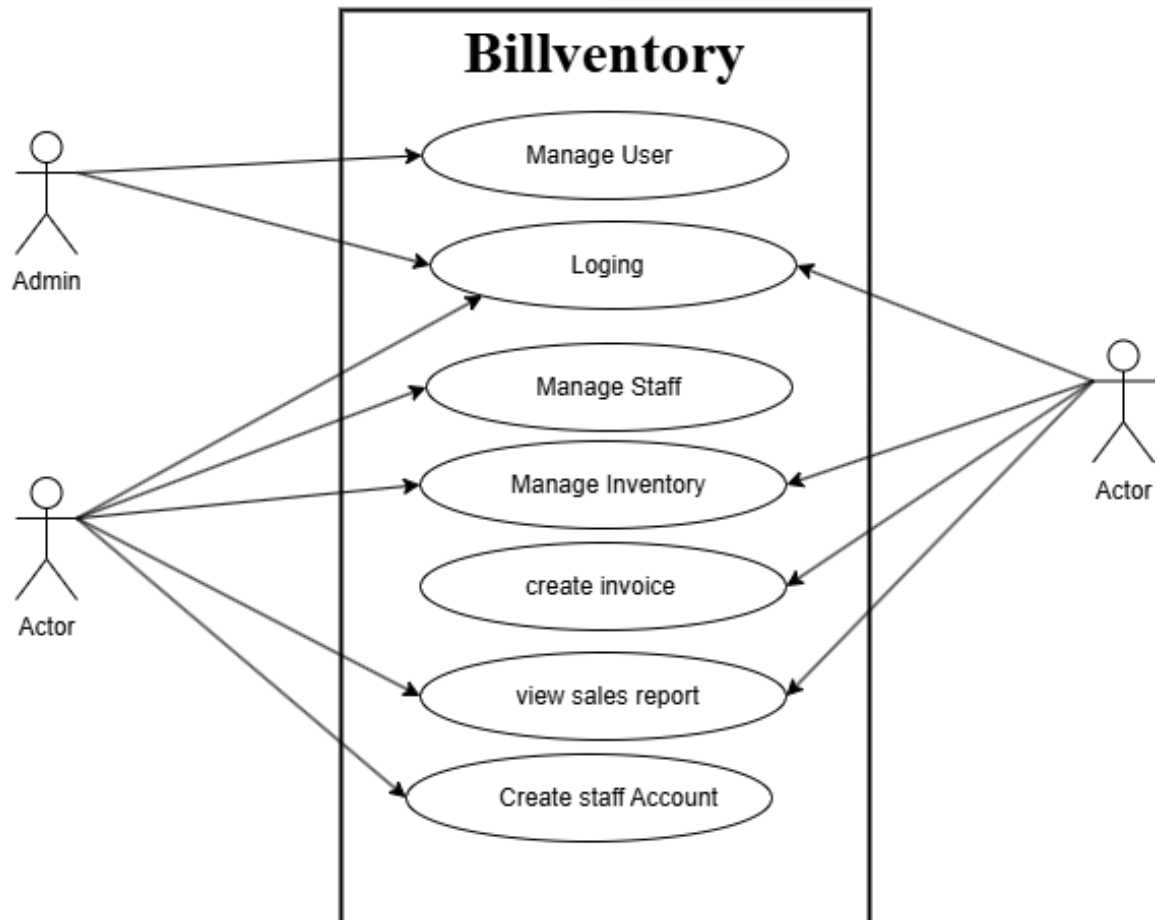 Billventory
Manage User
Admin
Loging
Manage Staff
Manage Inventory
Actor
create invoice
Actor
view sales report
Create staff Account